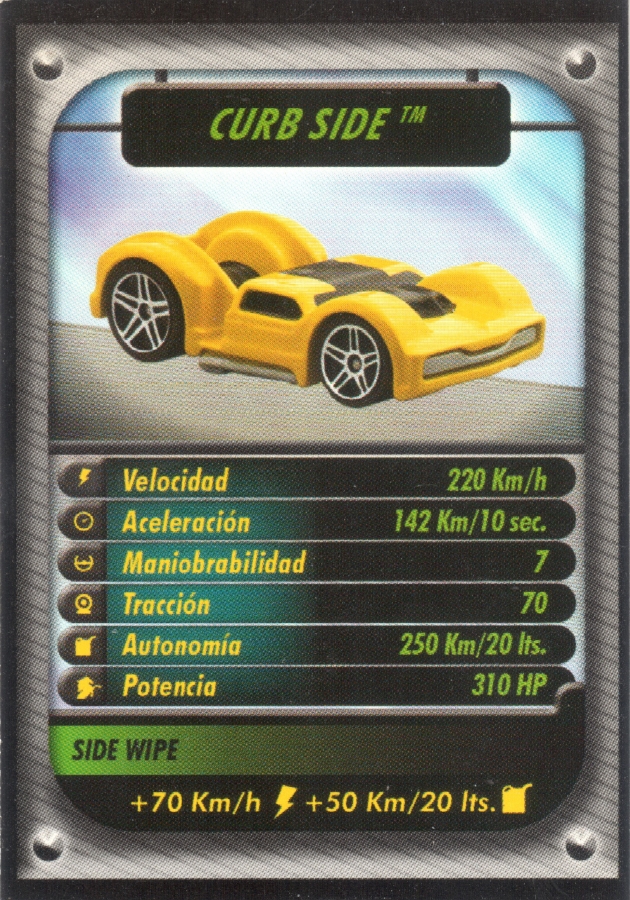 CURB SIDE ™
Velocidad 220 Km/h
Aceleración 142 Km/10 sec.
Maniobrabilidad 7
Tracción 70
Autonomía 250 Km/20 lts.
Potencia 310 HP
SIDE WIPE
+70 Km/h +50 Km/20 lts.